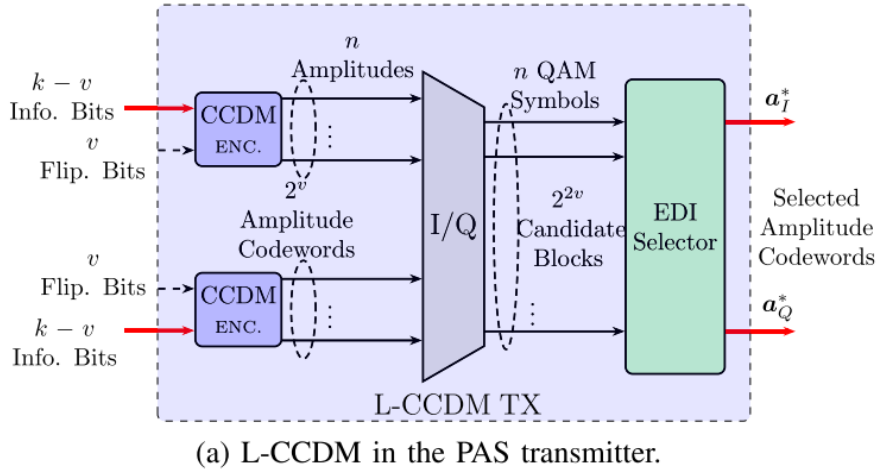 k − v
Info. Bits
v
Flip. Bits
CCDM
ENC.
n
Amplitudes
⋮
2^v
Amplitude
Codewords
v
Flip. Bits
k − v
Info. Bits
CCDM
ENC.
⋮
I/Q
n QAM
Symbols
2^{2v}
Candidate
Blocks
⋮
EDI
Selector
a*_I
Selected
Amplitude
Codewords
a*_Q
L-CCDM TX
(a) L-CCDM in the PAS transmitter.